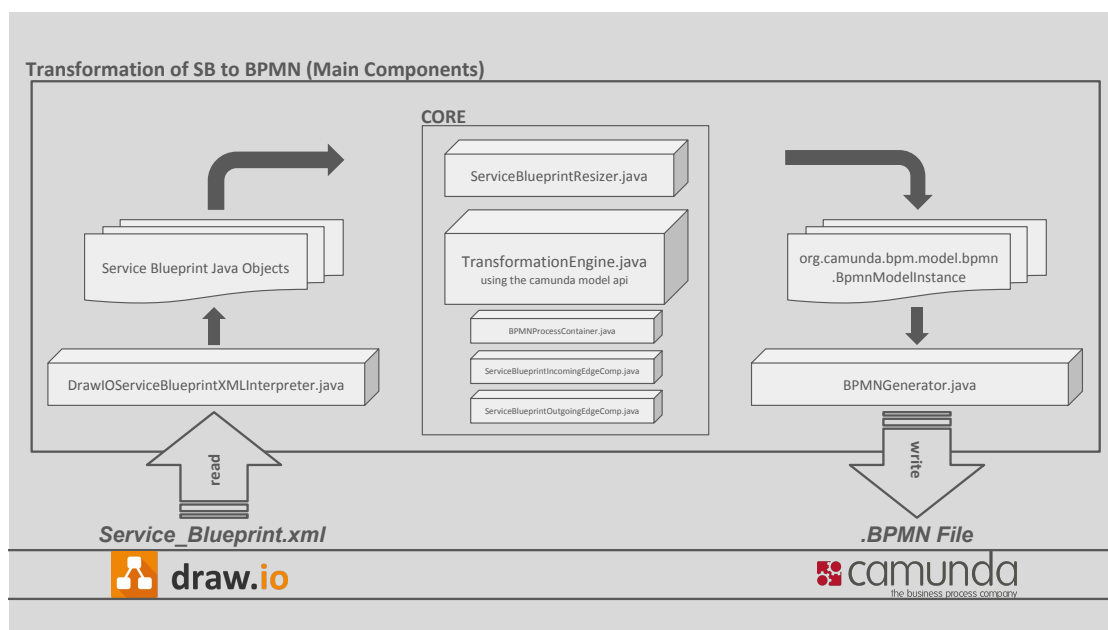 Transformation of SB to BPMN (Main Components)
CORE
ServiceBlueprintResizer.java
TransformationEngine.java
using the camunda model api
BPMNProcessContainer.java
ServiceBlueprintIncomingEdgeComp.java
ServiceBlueprintOutgoingEdgeComp.java
Service Blueprint Java Objects
DrawIOServiceBlueprintXMLInterpreter.java
org.camunda.bpm.model.bpmn
.BpmnModelInstance
BPMNGenerator.java
read
write
Service_Blueprint.xml
.BPMN File
draw.io
camunda
the business process company